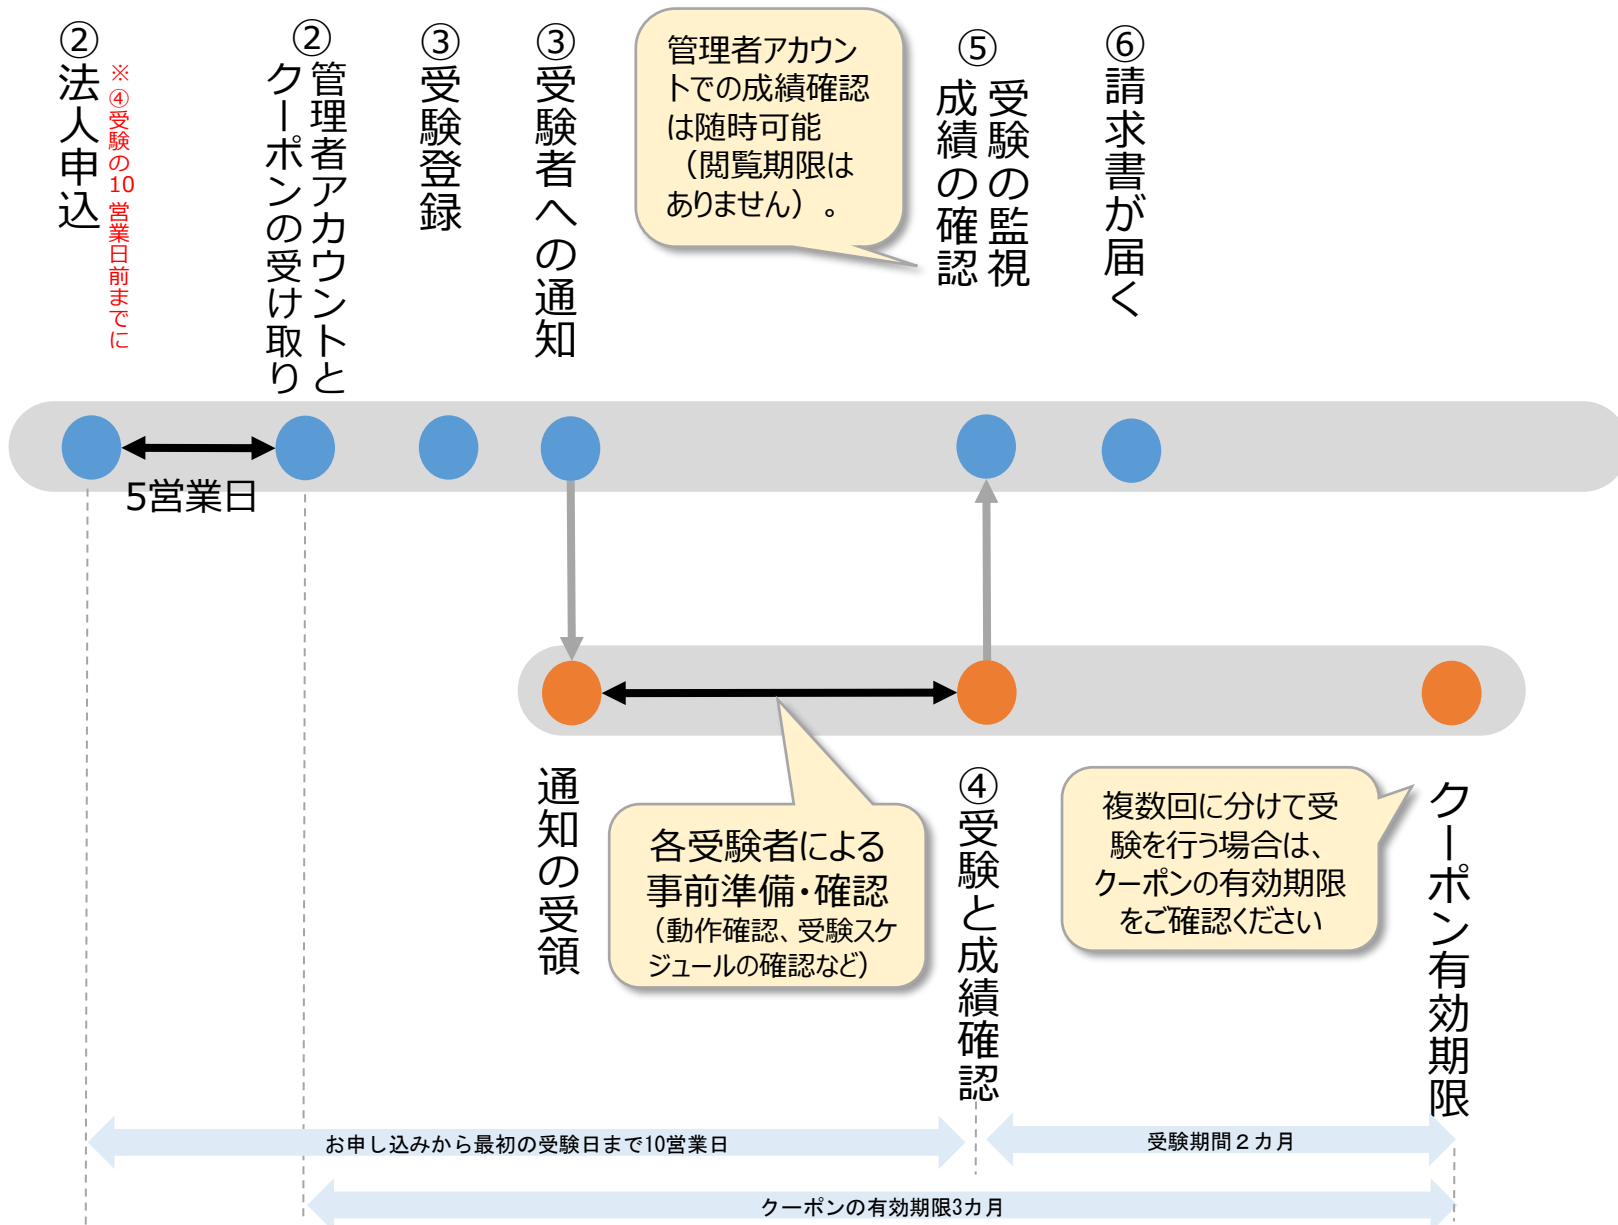 ②法人申込
※④受験の10営業日前までに
②
管理者アカウントと
クーポンの受け取り
③受験登録
③受験者への通知
管理者アカウン
トでの成績確認
は随時可能
（閲覧期限は
ありません）。
⑤
受験の監視
成績の確認
⑥請求書が届く
5営業日
通知の受領
各受験者による
事前準備・確認
（動作確認、受験スケ
ジュールの確認など）
④受験と成績確認
複数回に分けて受
験を行う場合は、
クーポンの有効期限
をご確認ください
クーポン有効期限
お申し込みから最初の受験日まで10営業日
受験期間２カ月
クーポンの有効期限3カ月